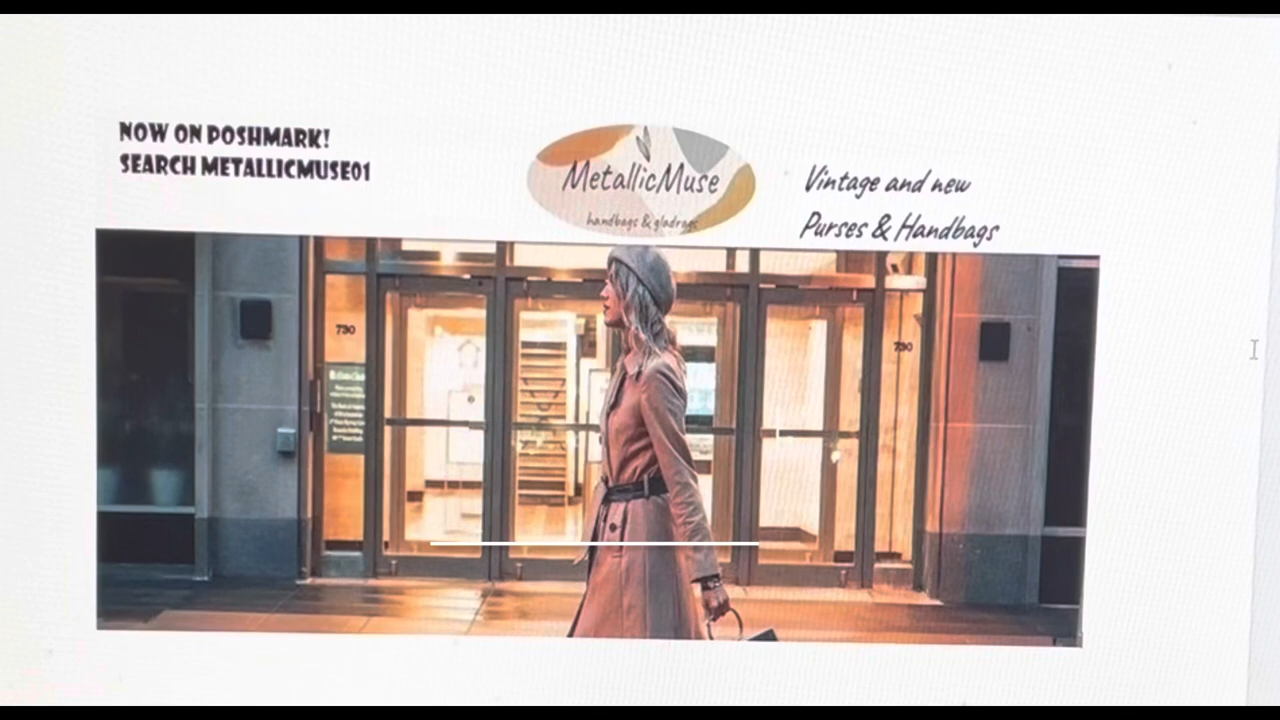 NOW ON POSHMARK!
SEARCH METALLICMUSE01
MetallicMuse
handbags & gladrags
Vintage and new
Purses & Handbags
730
730